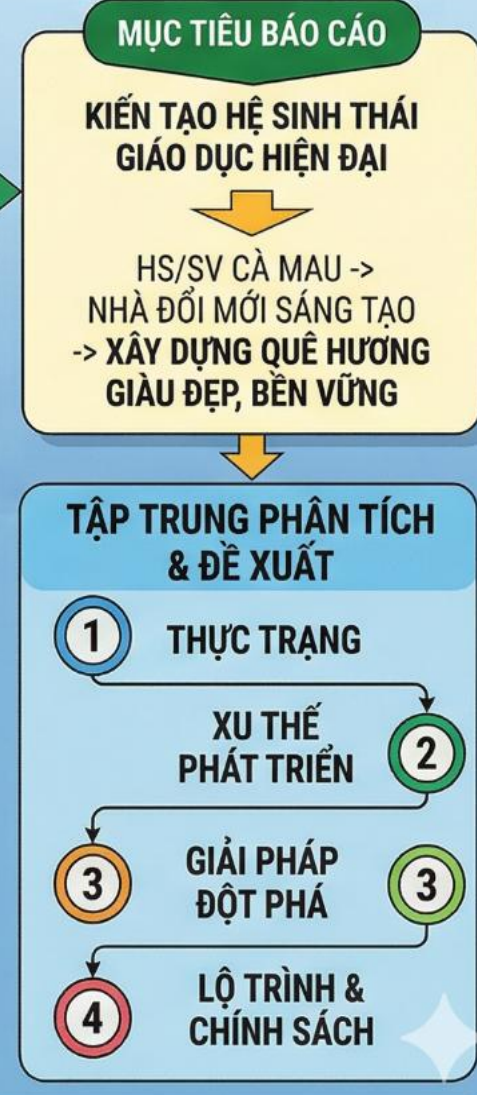 MỤC TIÊU BÁO CÁO
KIẾN TẠO HỆ SINH THÁI
GIÁO DỤC HIỆN ĐẠI
HS/SV CÀ MAU ->
NHÀ ĐỔI MỚI SÁNG TẠO
-> XÂY DỰNG QUÊ HƯƠNG
GIÀU ĐẸP, BỀN VỮNG
TẬP TRUNG PHÂN TÍCH
& ĐỀ XUẤT
1 THỰC TRẠNG
XU THẾ
PHÁT TRIỂN 2
3 GIẢI PHÁP 3
ĐỘT PHÁ
4 LỘ TRÌNH &
CHÍNH SÁCH